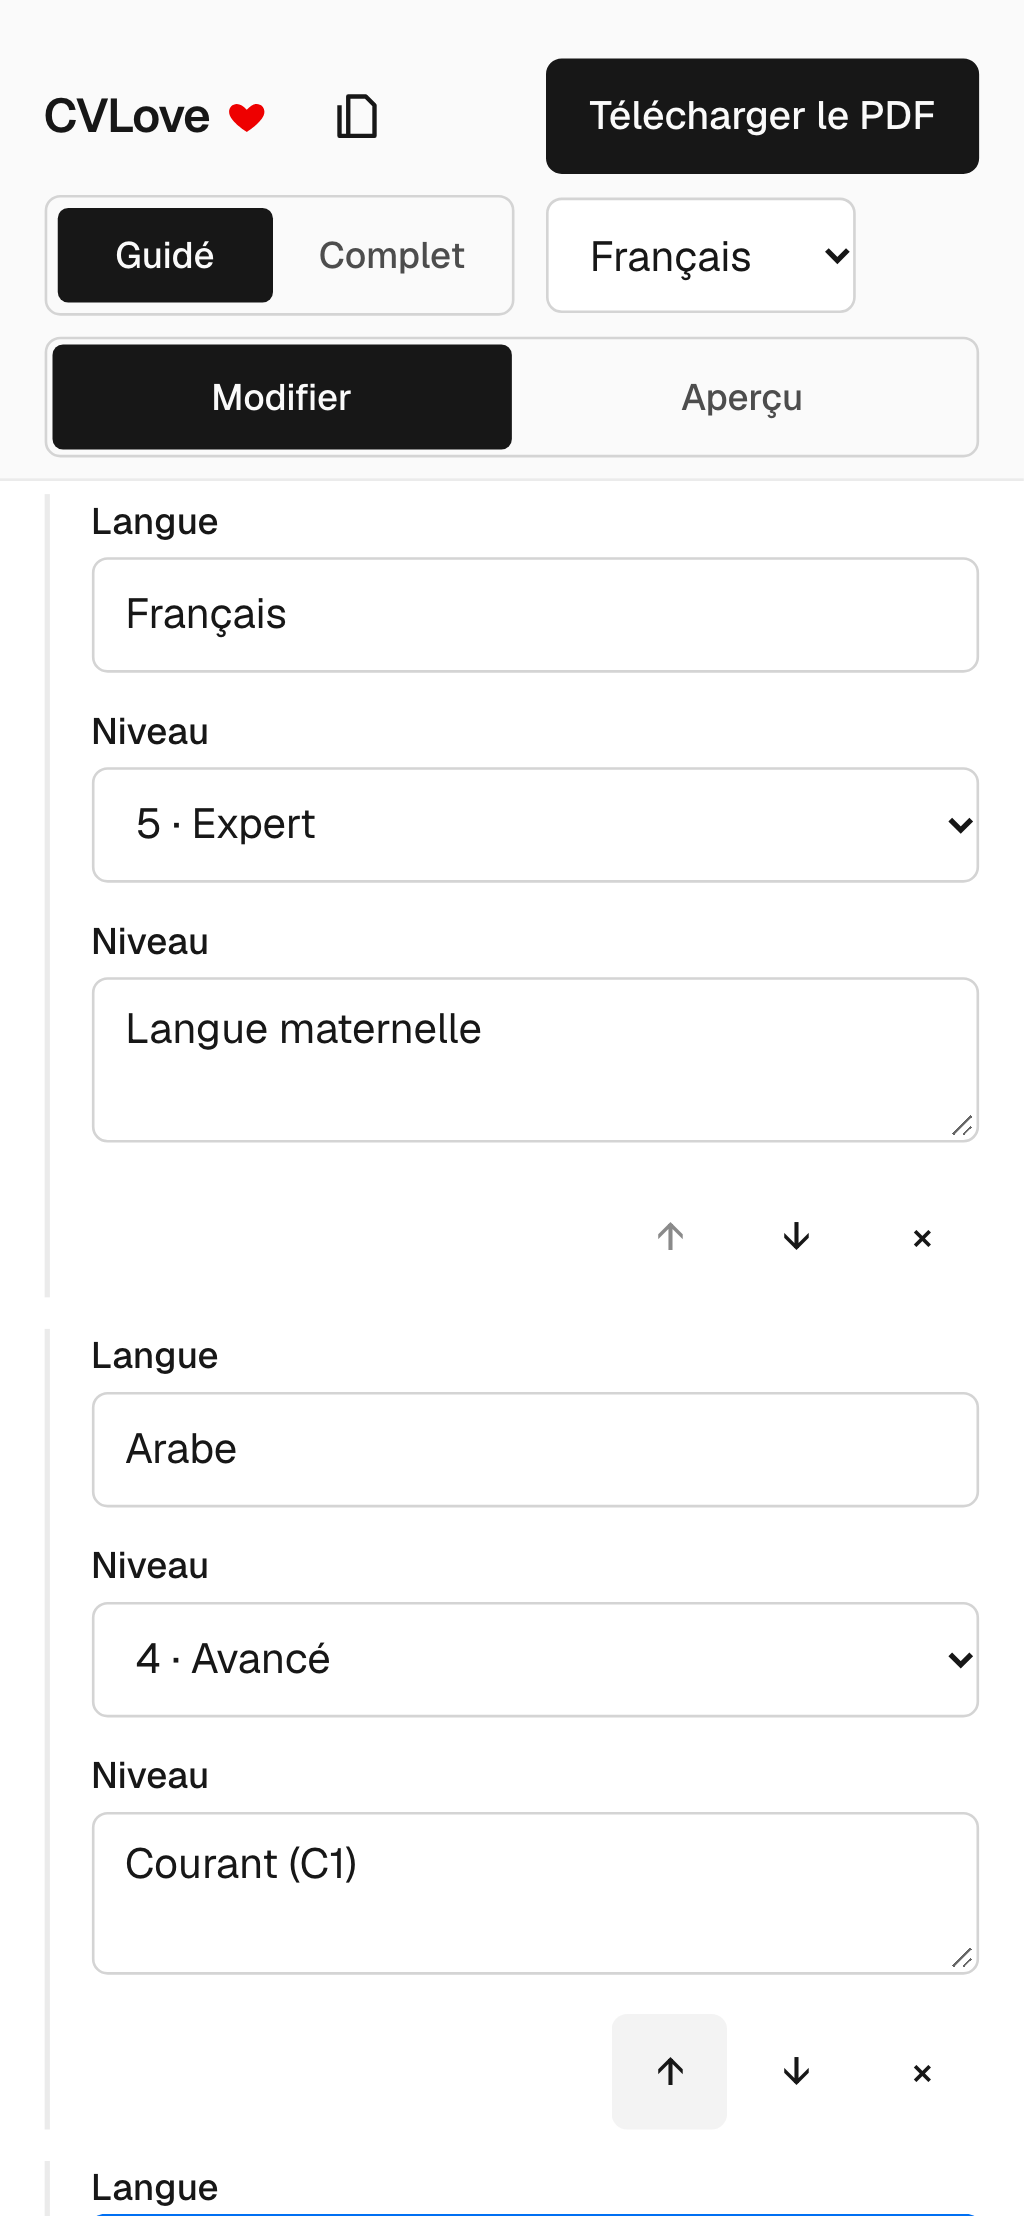 CVLove
Télécharger le PDF
Guidé
Complet
Français
Modifier
Aperçu
Langue
Français
Niveau
5 · Expert
Niveau
Langue maternelle
Langue
Arabe
Niveau
4 · Avancé
Niveau
Courant (C1)
Langue